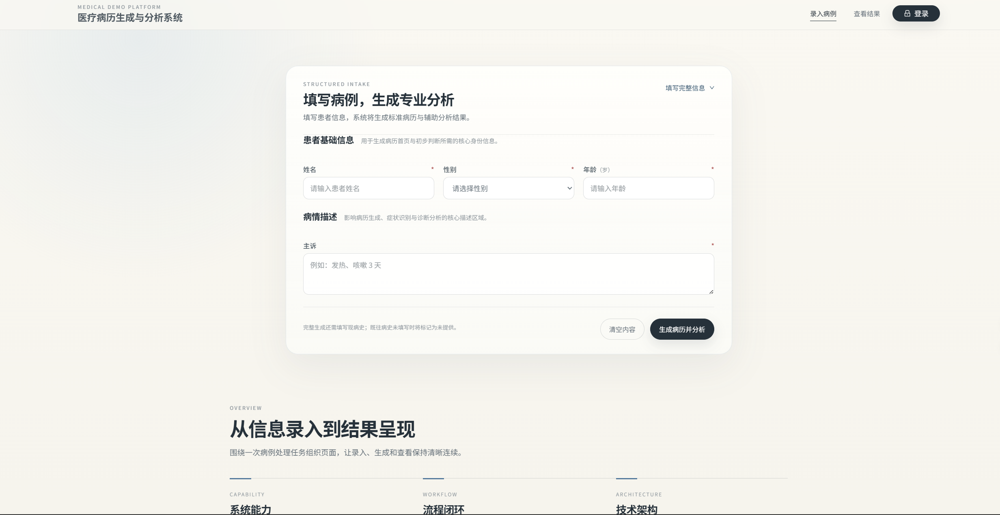 MEDICAL DEMO PLATFORM
医疗病历生成与分析系统
录入病例
查看结果
登录
STRUCTURED INTAKE
填写完整信息
填写病例，生成专业分析
填写患者信息，系统将生成标准病历与辅助分析结果。
患者基础信息 用于生成病历首页与初步判断所需的核心身份信息。
姓名 * 性别 * 年龄（岁） *
请输入患者姓名 请选择性别 请输入年龄
病情描述 影响病历生成、症状识别与诊断分析的核心描述区域。
主诉 *
例如：发热、咳嗽 3 天
完整生成还需填写现病史；既往病史未填写时将标记为未提供。
清空内容
生成病历并分析
OVERVIEW
从信息录入到结果呈现
围绕一次病例处理任务组织页面，让录入、生成和查看保持清晰连续。
CAPABILITY WORKFLOW ARCHITECTURE
系统能力 流程闭环 技术架构